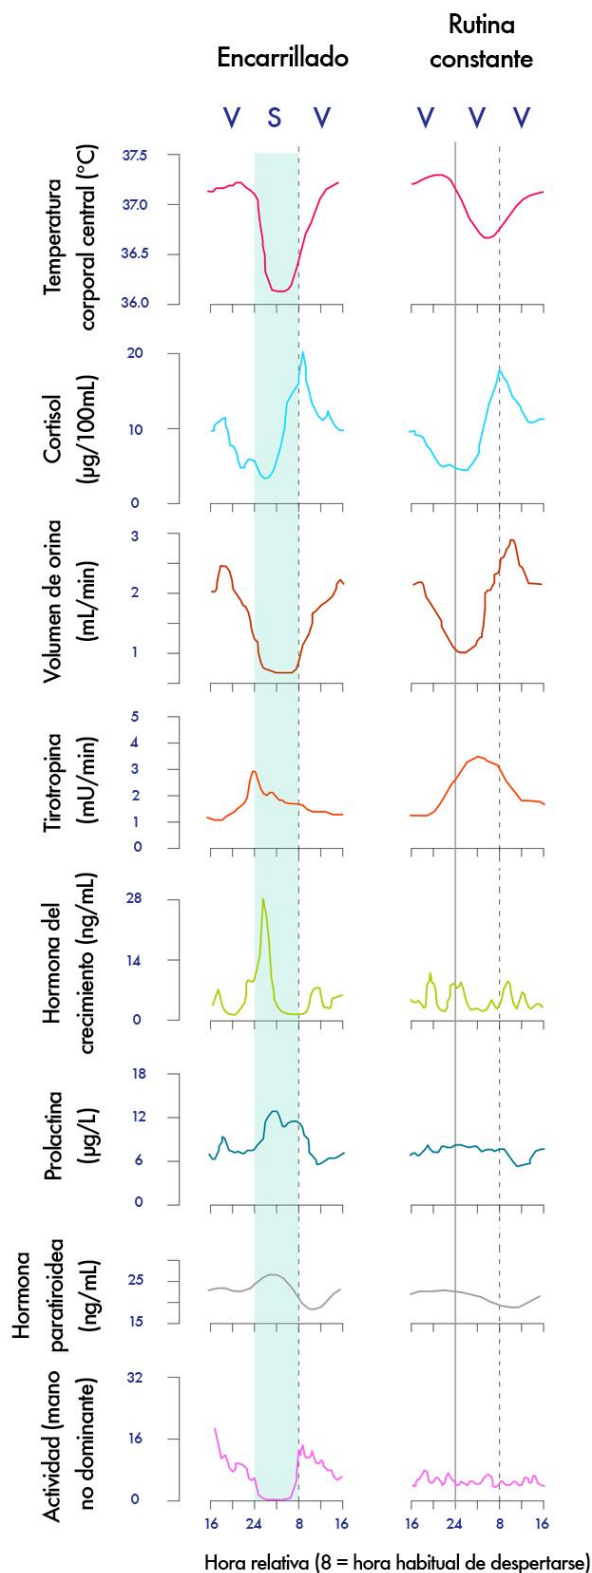 Encarrillado
Rutina
constante
V S V V V V
Temperatura
corporal central (°C)
37.5
37.0
36.5
36.0
Cortisol
(µg/100mL)
20
10
0
Volumen de orina
(mL/min)
3
2
1
Tirotropina
(mU/min)
5
4
3
2
1
0
Hormona del
crecimiento (ng/mL)
28
14
0
Prolactina
(µg/L)
18
12
6
0
Hormona
paratiroidea
(ng/mL)
25
15
Actividad (mano
no dominante)
32
16
0
16 24 8 16 16 24 8 16
Hora relativa (8 = hora habitual de despertarse)